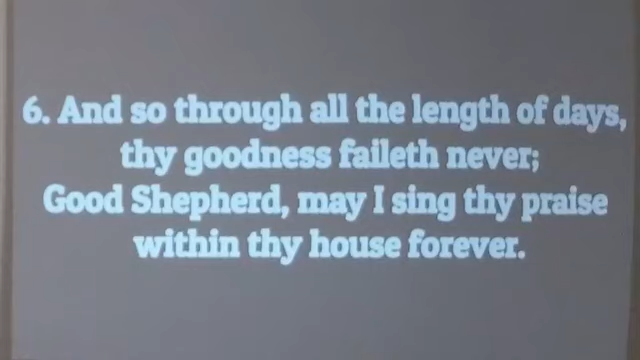 6. And so through all the length of days,
thy goodness faileth never;
Good Shepherd, may I sing thy praise
within thy house forever.